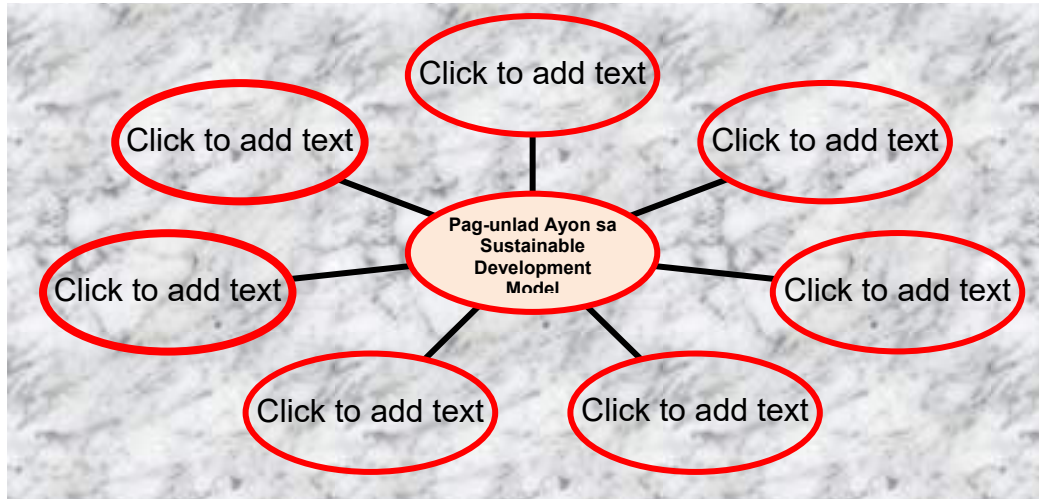 Click to add text
Click to add text
Click to add text
Pag-unlad Ayon sa
Sustainable
Development
Model
Click to add text
Click to add text
Click to add text
Click to add text